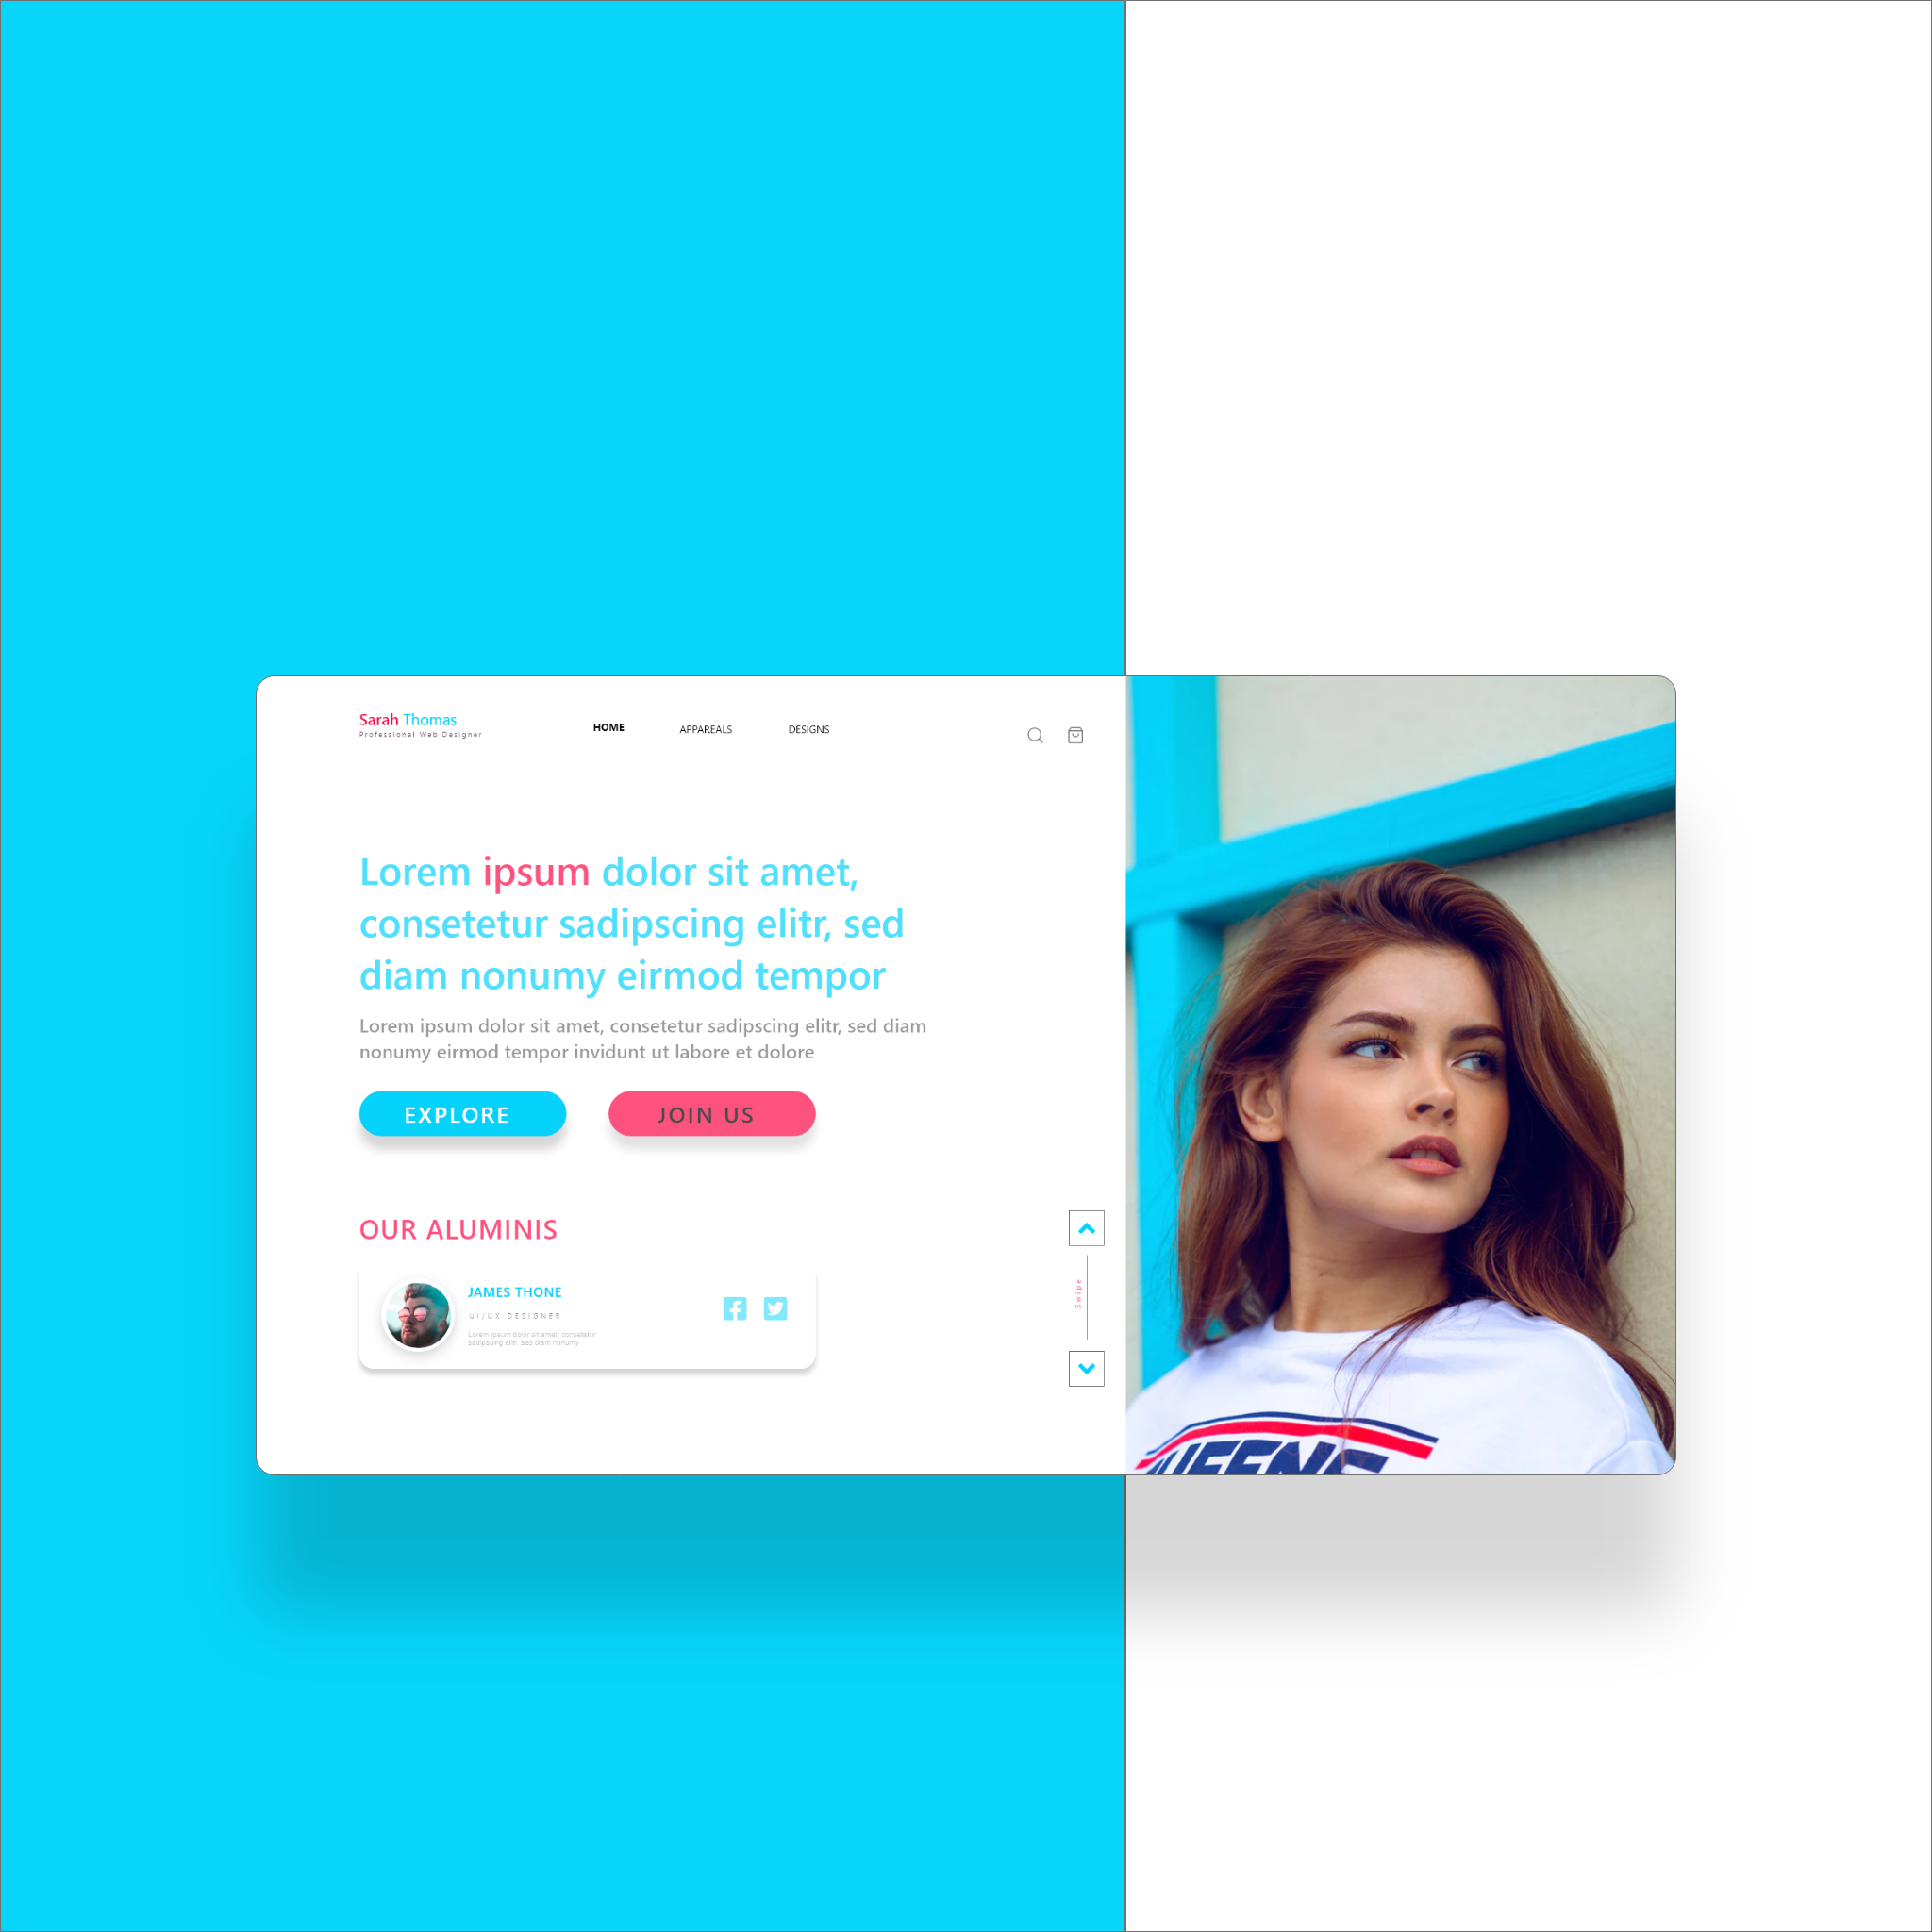 Sarah Thomas
Professional Web Designer
HOME
APPAREALS
DESIGNS
Lorem ipsum dolor sit amet,
consetetur sadipscing elitr, sed
diam nonumy eirmod tempor
Lorem ipsum dolor sit amet, consetetur sadipscing elitr, sed diam
nonumy eirmod tempor invidunt ut labore et dolore
EXPLORE
JOIN US
OUR ALUMINIS
JAMES THONE
UI/UX DESIGNER
Lorem ipsum dolor sit amet, consetetur
sadipscing elitr, sed diam nonumy
Swipe
QUEENS